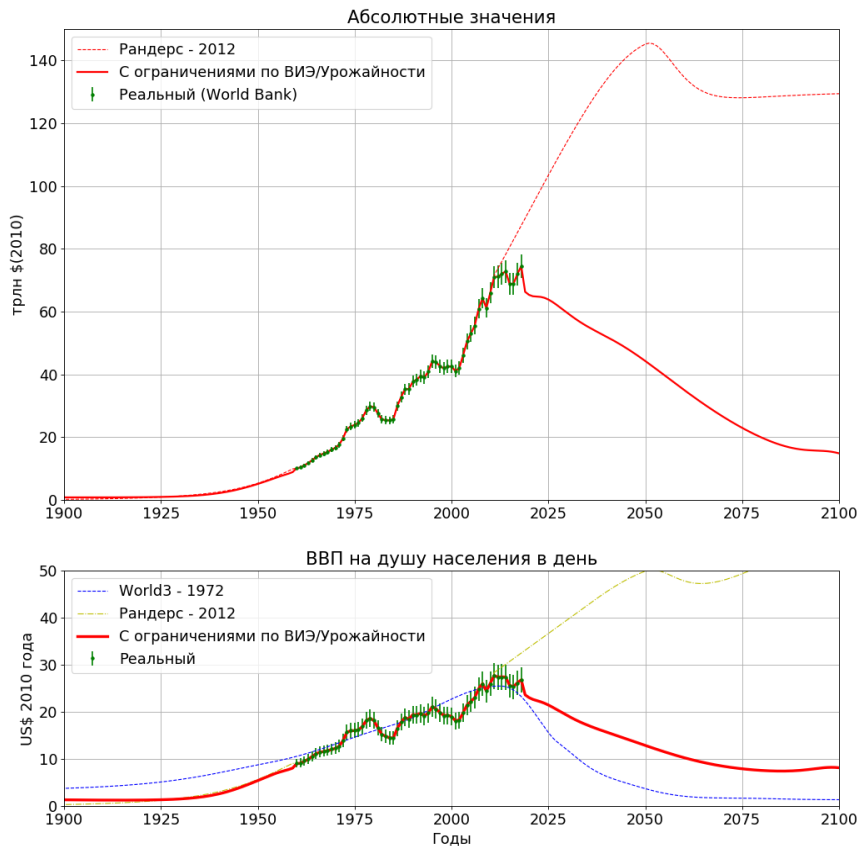 Абсолютные значения
трлн $(2010)
140
120
100
80
60
40
20
0
Рандерс - 2012
С ограничениями по ВИЭ/Урожайности
Реальный (World Bank)
1900 1925 1950 1975 2000 2025 2050 2075 2100
ВВП на душу населения в день
US$ 2010 года
50
40
30
20
10
0
World3 - 1972
Рандерс - 2012
С ограничениями по ВИЭ/Урожайности
Реальный
1900 1925 1950 1975 2000 2025 2050 2075 2100
Годы